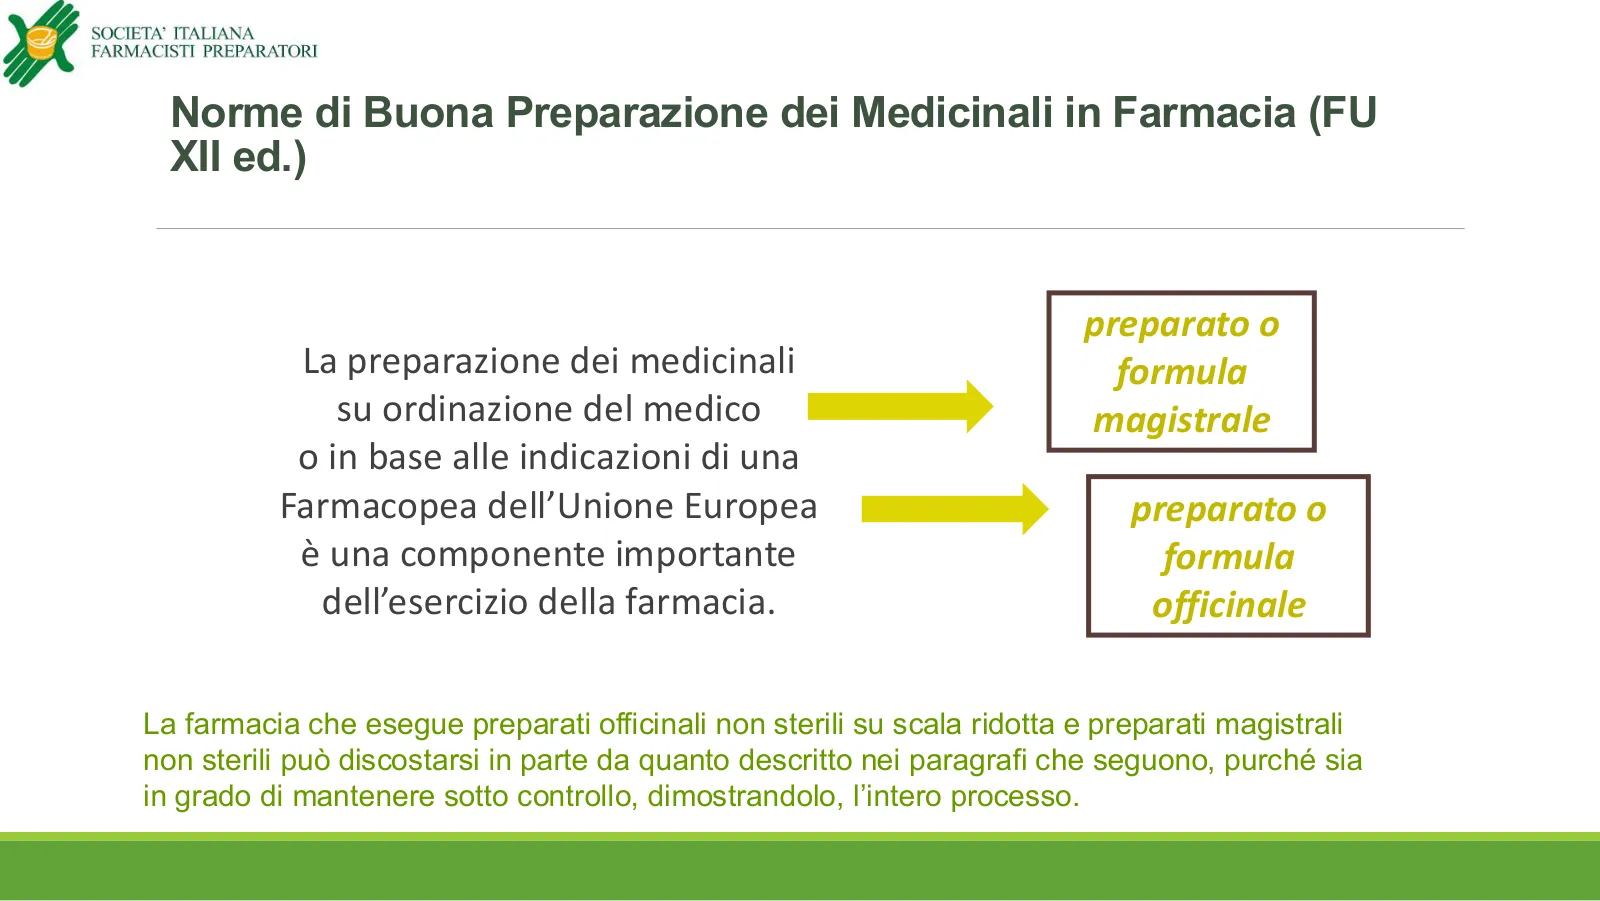 SOCIETA’ ITALIANA
FARMACISTI PREPARATORI
Norme di Buona Preparazione dei Medicinali in Farmacia (FU
XII ed.)
La preparazione dei medicinali
su ordinazione del medico
o in base alle indicazioni di una
Farmacopea dell’Unione Europea
è una componente importante
dell’esercizio della farmacia.
preparato o
formula
magistrale
preparato o
formula
officinale
La farmacia che esegue preparati officinali non sterili su scala ridotta e preparati magistrali
non sterili può discostarsi in parte da quanto descritto nei paragrafi che seguono, purché sia
in grado di mantenere sotto controllo, dimostrandolo, l’intero processo.